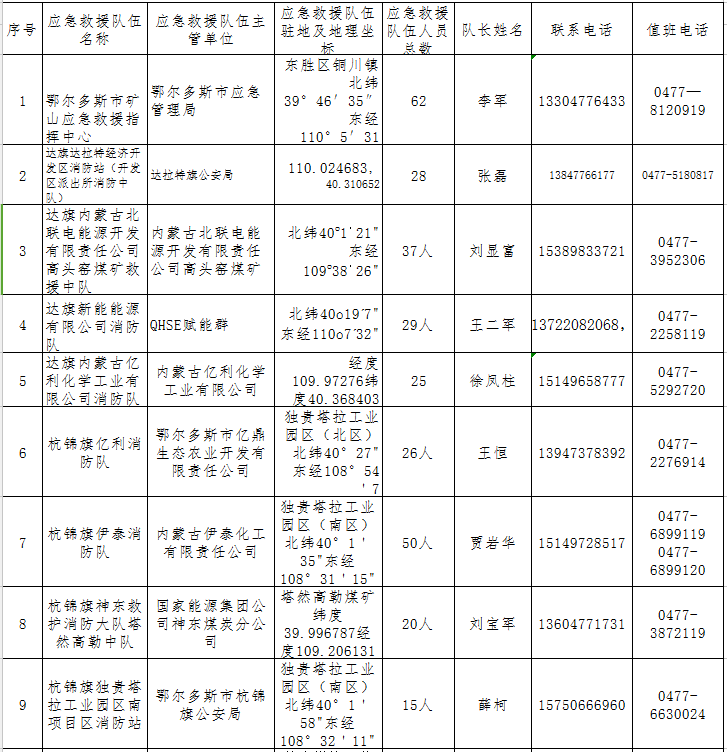 序号
应急救援队伍
名称
应急救援队伍主
管单位
应急救援队伍
驻地及地理坐
标
应急救援
队伍人员
总数
队长姓名
联系电话
值班电话
1
鄂尔多斯市矿
山应急救援指
挥中心
鄂尔多斯市应急
管理局
东胜区铜川镇
北纬
39°46′35″
东经
110°5′31
62
李军
13304776433
0477—
8120919
2
达旗达拉特经济开
发区消防站（开发
区派出所消防中
队）
达拉特旗公安局
110.024683,
40.310652
28
张磊
13847766177
0477-5180817
3
达旗内蒙古北
联电能源开发
有限责任公司
高头窑煤矿救
援中队
内蒙古北联电能
源开发有限责任
公司高头窑煤矿
北纬40°1'21"
东经
109°38'26"
37人
刘显富
15389833721
0477-
3952306
4
达旗新能能源
有限公司消防
队
QHSE赋能群
北纬40o19′7″
东经110o7′32″
29人
王二军
13722082068,
0477-
2258119
5
达旗内蒙古亿
利化学工业有
限公司消防队
内蒙古亿利化学
工业有限公司
经度
109.97276纬
度40.368403
25
徐凤柱
15149658777
0477-
5292720
6
杭锦旗亿利消
防队
鄂尔多斯市亿鼎
生态农业开发有
限责任公司
独贵塔拉工业
园区（北区）
北纬40°27"
东经108°54
'7
26人
王恒
13947378392
0477-
2276914
7
杭锦旗伊泰消
防队
内蒙古伊泰化工
有限责任公司
独贵塔拉工业
园区（南区）
北纬40°1'
35"东经
108°31'15"
50人
贾岩华
15149728517
0477-
6899119
0477-
6899120
8
杭锦旗神东救
护消防大队塔
然高勒中队
国家能源集团公
司神东煤炭分公
司
塔然高勒煤矿
纬度
39.996787经
度109.206131
20人
刘宝军
13604771731
0477-
3872119
9
杭锦旗独贵塔
拉工业园区南
项目区消防站
鄂尔多斯市杭锦
旗公安局
独贵塔拉工业
园区（南区）
北纬40°1'
58"东经
108°32'11"
15人
薛柯
15750666960
0477-
6630024